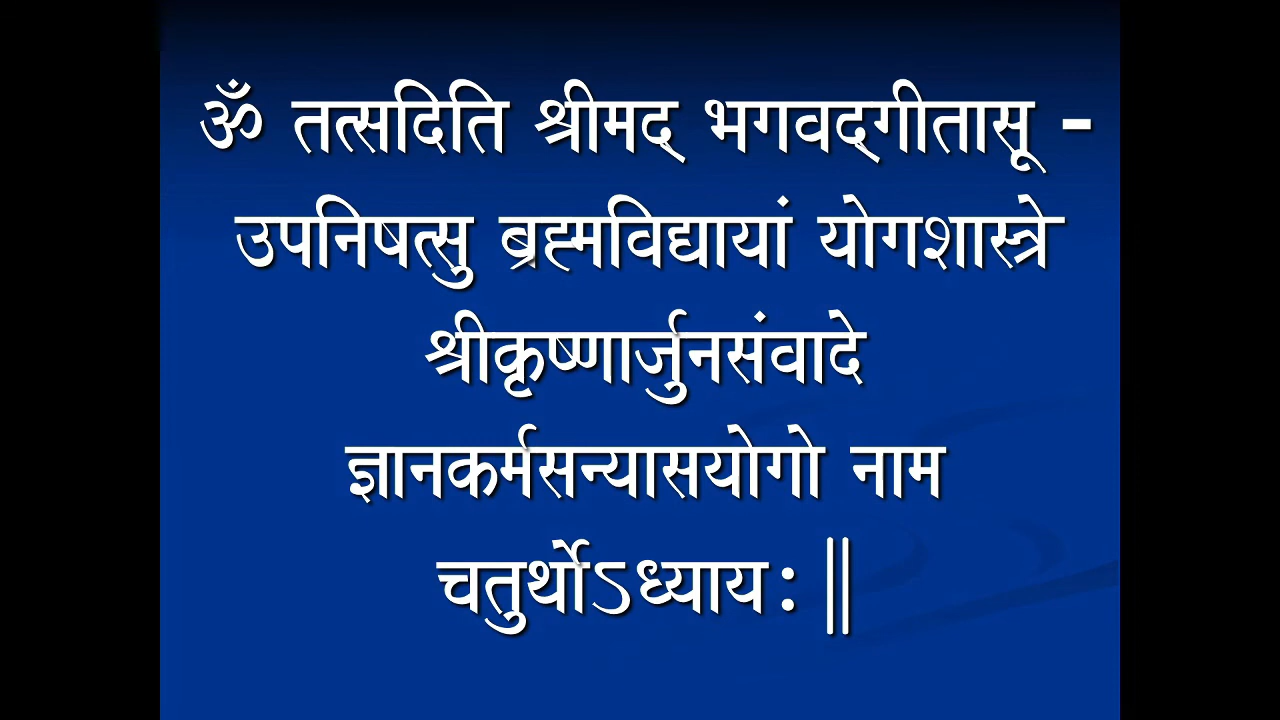 ॐ तत्सदिति श्रीमद् भगवद्‌गीतासू -
उपनिषत्सु ब्रह्मविद्यायां योगशास्त्रे
श्रीकृष्णार्जुनसंवादे
ज्ञानकर्मसन्यासयोगो नाम
चतुर्थोऽध्यायः ||